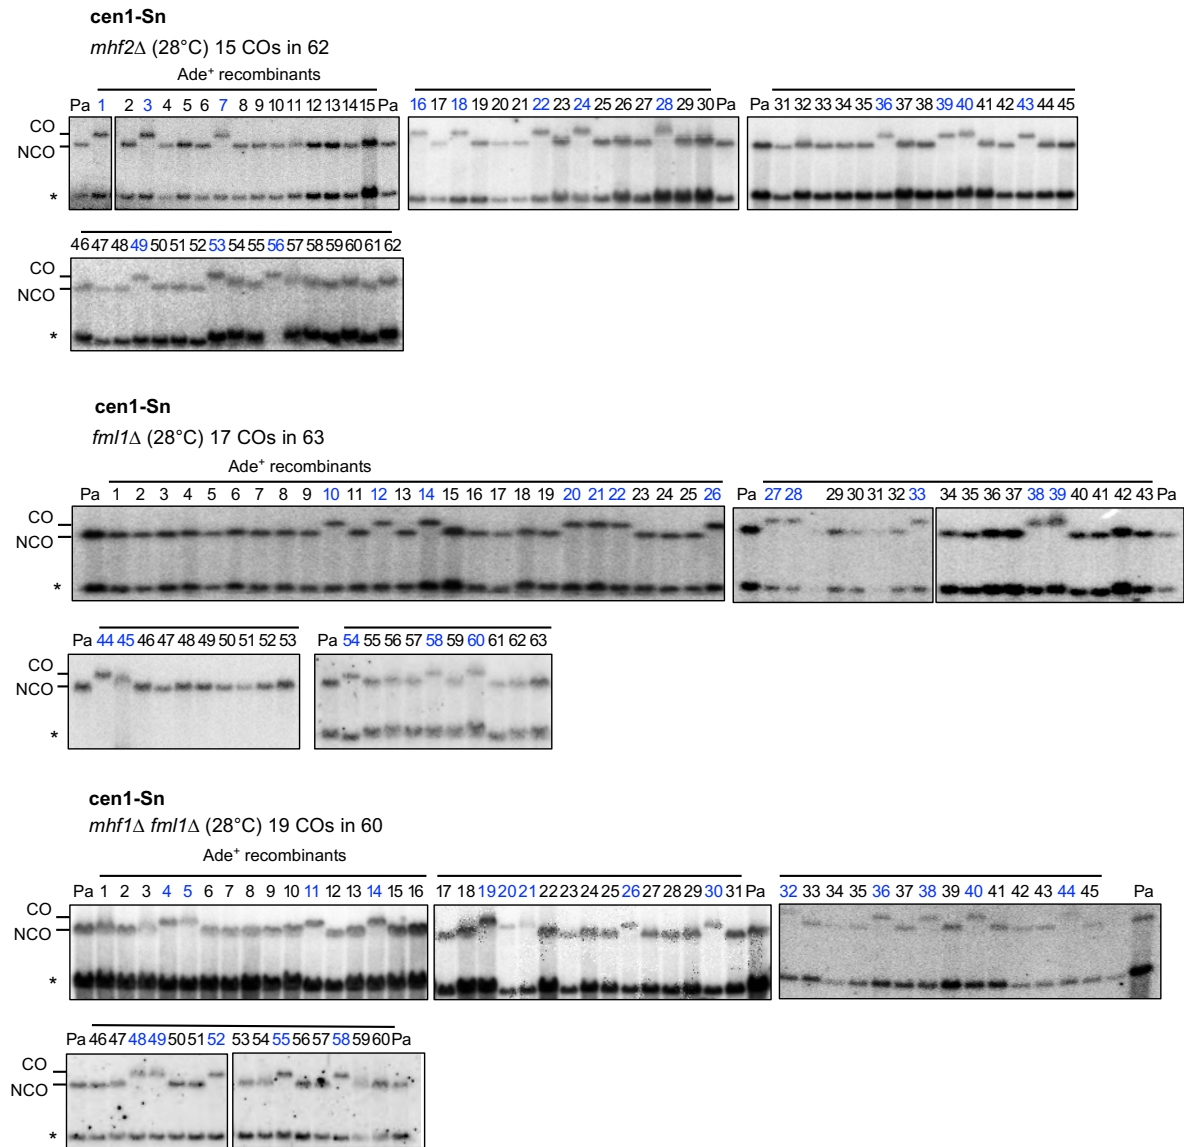 cen1-Sn
mhf2Δ (28°C) 15 COs in 62
Ade⁺ recombinants
Pa 1 2 3 4 5 6 7 8 9 10 11 12 13 14 15 Pa 16 17 18 19 20 21 22 23 24 25 26 27 28 29 30 Pa Pa 31 32 33 34 35 36 37 38 39 40 41 42 43 44 45
CO
NCO
*
46 47 48 49 50 51 52 53 54 55 56 57 58 59 60 61 62
CO
NCO
*
cen1-Sn
fml1Δ (28°C) 17 COs in 63
Ade⁺ recombinants
Pa 1 2 3 4 5 6 7 8 9 10 11 12 13 14 15 16 17 18 19 20 21 22 23 24 25 26 Pa 27 28 29 30 31 32 33 34 35 36 37 38 39 40 41 42 43 Pa
CO
NCO
*
Pa 44 45 46 47 48 49 50 51 52 53 Pa 54 55 56 57 58 59 60 61 62 63
CO
NCO
*
cen1-Sn
mhf1Δ fml1Δ (28°C) 19 COs in 60
Ade⁺ recombinants
Pa 1 2 3 4 5 6 7 8 9 10 11 12 13 14 15 16 17 18 19 20 21 22 23 24 25 26 27 28 29 30 31 Pa 32 33 34 35 36 37 38 39 40 41 42 43 44 45 Pa
CO
NCO
*
Pa 46 47 48 49 50 51 52 53 54 55 56 57 58 59 60 Pa
CO
NCO
*